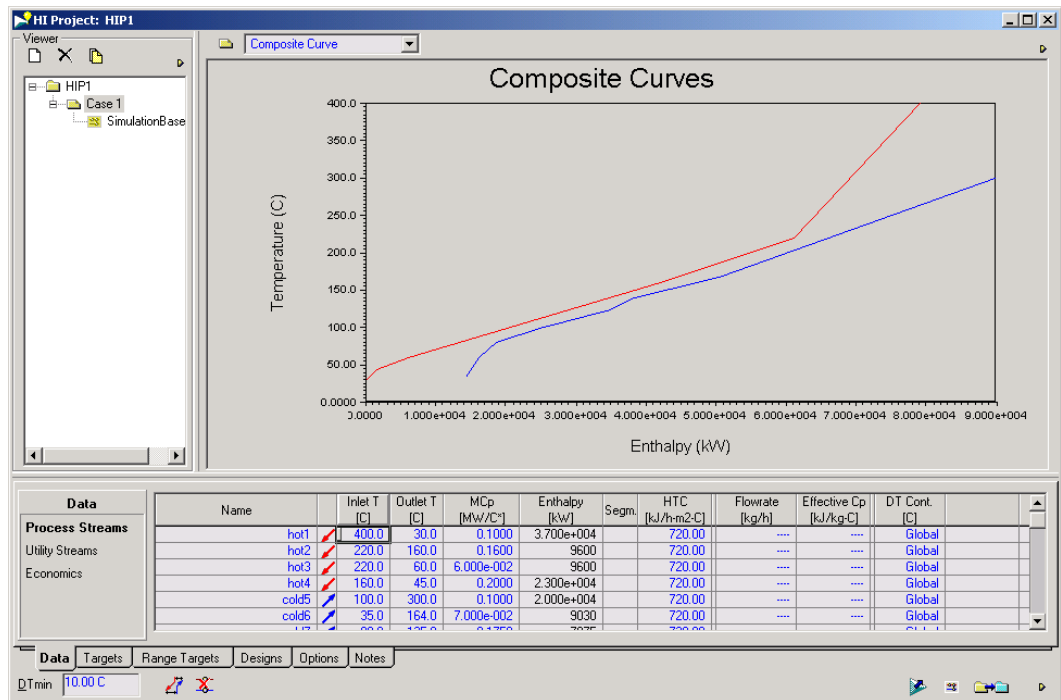 HI Project: HIP1
Viewer
Composite Curve
HIP1
Case 1
SimulationBase
Composite Curves
400.0
350.0
300.0
250.0
200.0
150.0
100.0
50.00
0.0000
Temperature (C)
0.0000 1.000e+004 2.000e+004 3.000e+004 4.000e+004 5.000e+004 6.000e+004 7.000e+004 8.000e+004 9.000e+004
Enthalpy (kW)
Data
Process Streams
Utility Streams
Economics
Name Inlet T [C] Outlet T [C] MCp [MW/C*] Enthalpy [kW] Segm. HTC [kJ/h-m2-C] Flowrate [kg/h] Effective Cp [kJ/kg-C] DT Cont. [C]
hot1 400.0 30.0 0.1000 3.700e+004 720.00 ---- ---- Global
hot2 220.0 160.0 0.1600 9600 720.00 ---- ---- Global
hot3 220.0 60.0 6.000e-002 9600 720.00 ---- ---- Global
hot4 160.0 45.0 0.2000 2.300e+004 720.00 ---- ---- Global
cold5 100.0 300.0 0.1000 2.000e+004 720.00 ---- ---- Global
cold6 35.0 164.0 7.000e-002 9030 720.00 ---- ---- Global
Data Targets Range Targets Designs Options Notes
DTmin 10.00 C